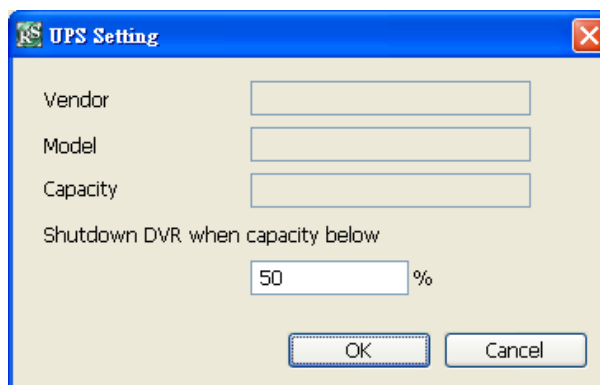 RS UPS Setting
Vendor
Model
Capacity
Shutdown DVR when capacity below
50 %
OK Cancel